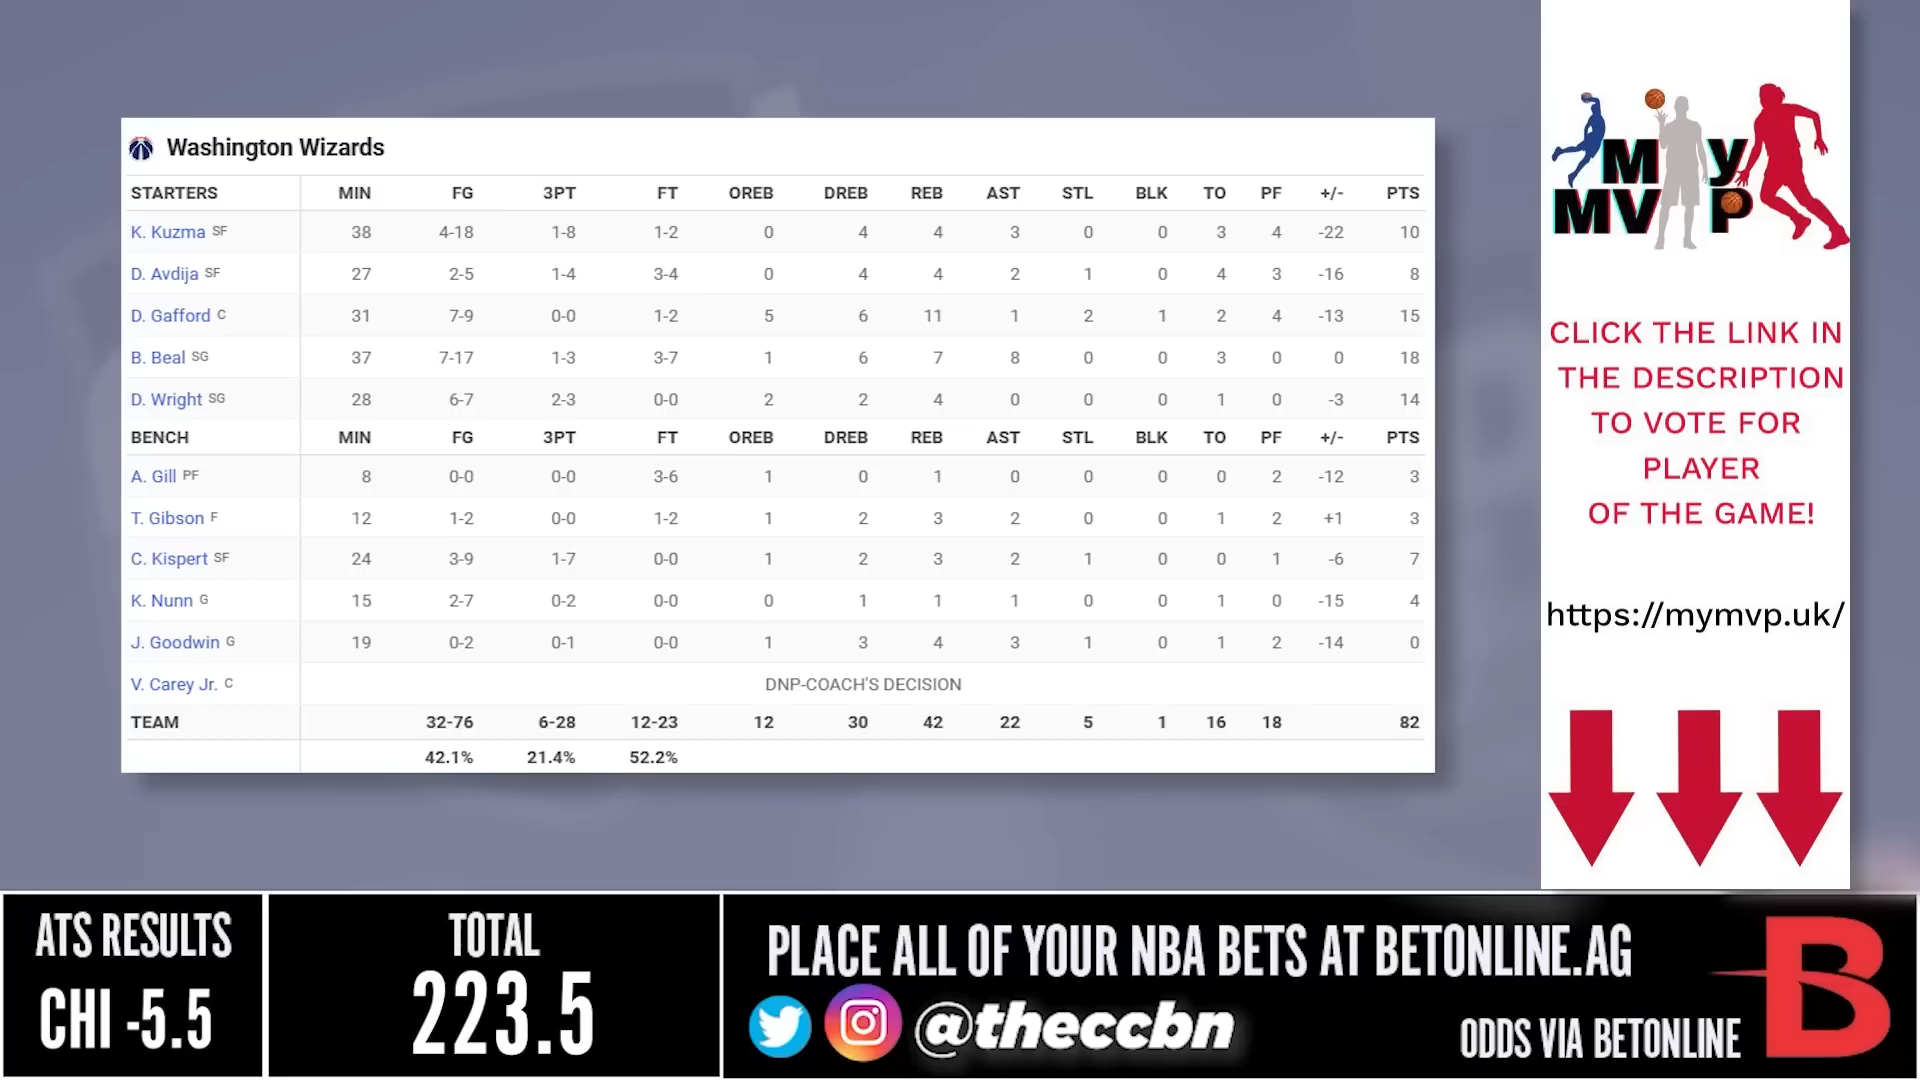 Washington Wizards
STARTERS MIN FG 3PT FT OREB DREB REB AST STL BLK TO PF +/- PTS
K. Kuzma SF 38 4-18 1-8 1-2 0 4 4 3 0 0 3 4 -22 10
D. Avdija SF 27 2-5 1-4 3-4 0 4 4 2 1 0 4 3 -16 8
D. Gafford C 31 7-9 0-0 1-2 5 6 11 1 2 1 2 4 -13 15
B. Beal SG 37 7-17 1-3 3-7 1 6 7 8 0 0 3 0 0 18
D. Wright SG 28 6-7 2-3 0-0 2 2 4 0 0 0 1 0 -3 14
BENCH MIN FG 3PT FT OREB DREB REB AST STL BLK TO PF +/- PTS
A. Gill PF 8 0-0 0-0 3-6 1 0 1 0 0 0 0 2 -12 3
T. Gibson F 12 1-2 0-0 1-2 1 2 3 2 0 0 1 2 +1 3
C. Kispert SF 24 3-9 1-7 0-0 1 2 3 2 1 0 0 1 -6 7
K. Nunn G 15 2-7 0-2 0-0 0 1 1 1 0 0 1 0 -15 4
J. Goodwin G 19 0-2 0-1 0-0 1 3 4 3 1 0 1 2 -14 0
V. Carey Jr. C DNP-COACH'S DECISION
TEAM 32-76 6-28 12-23 12 30 42 22 5 1 16 18 82
42.1% 21.4% 52.2%
My
MVP
CLICK THE LINK IN
THE DESCRIPTION
TO VOTE FOR
PLAYER
OF THE GAME!
https://mymvp.uk/
ATS RESULTS
CHI -5.5
TOTAL
223.5
PLACE ALL OF YOUR NBA BETS AT BETONLINE.AG
@theccbn
ODDS VIA BETONLINE
B